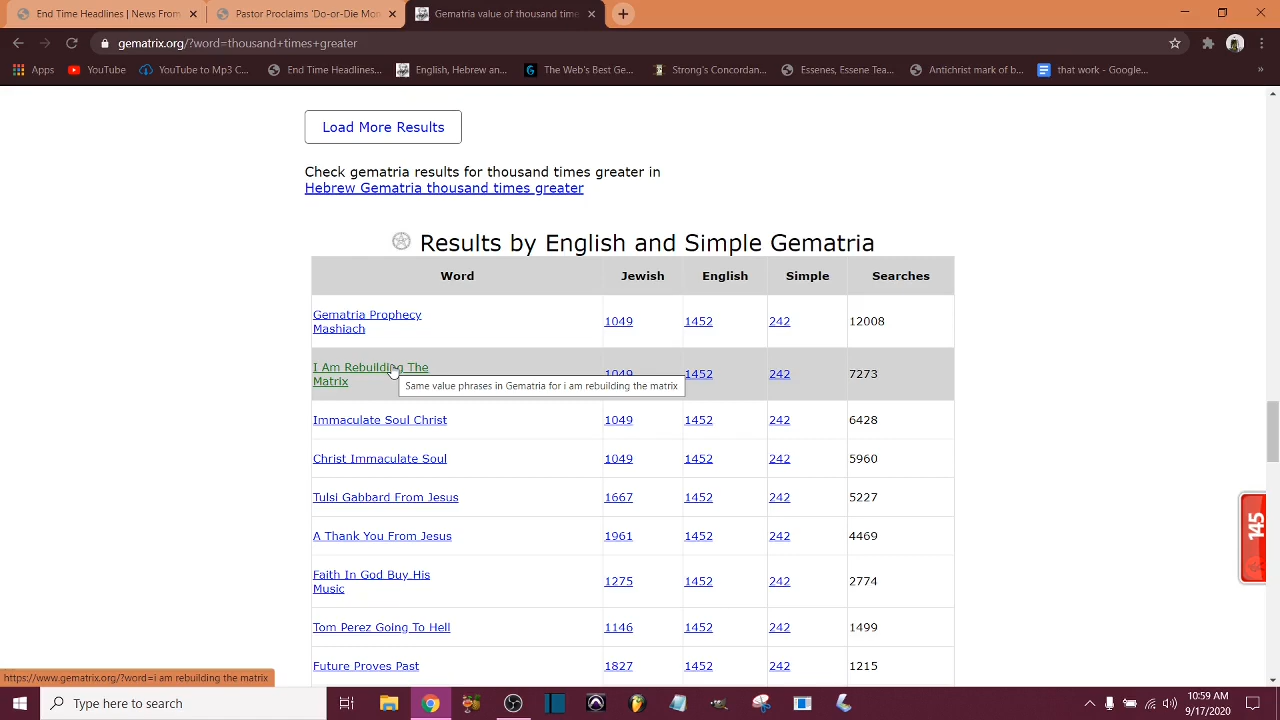 End Time Headlines | News From
Pastor Proclaims 'Do-or-Die Mom
Gematria value of thousand time
gematrix.org/?word=thousand+times+greater
Apps
YouTube
YouTube to Mp3 C...
End Time Headlines...
English, Hebrew an...
The Web's Best Ge...
Strong's Concordan...
Essenes, Essene Tea...
Antichrist mark of b...
that work - Google...
»
Load More Results
Check gematria results for thousand times greater in
Hebrew Gematria thousand times greater
Results by English and Simple Gematria
Word Jewish English Simple Searches
Gematria Prophecy
Mashiach
1049 1452 242 12008
I Am Rebuilding The
Matrix
1049 1452 242 7273
Same value phrases in Gematria for i am rebuilding the matrix
Immaculate Soul Christ 1049 1452 242 6428
Christ Immaculate Soul 1049 1452 242 5960
Tulsi Gabbard From Jesus 1667 1452 242 5227
A Thank You From Jesus 1961 1452 242 4469
Faith In God Buy His
Music
1275 1452 242 2774
Tom Perez Going To Hell 1146 1452 242 1499
Future Proves Past 1827 1452 242 1215
145
https://www.gematrix.org/?word=i am rebuilding the matrix
Type here to search
10:59 AM
9/17/2020